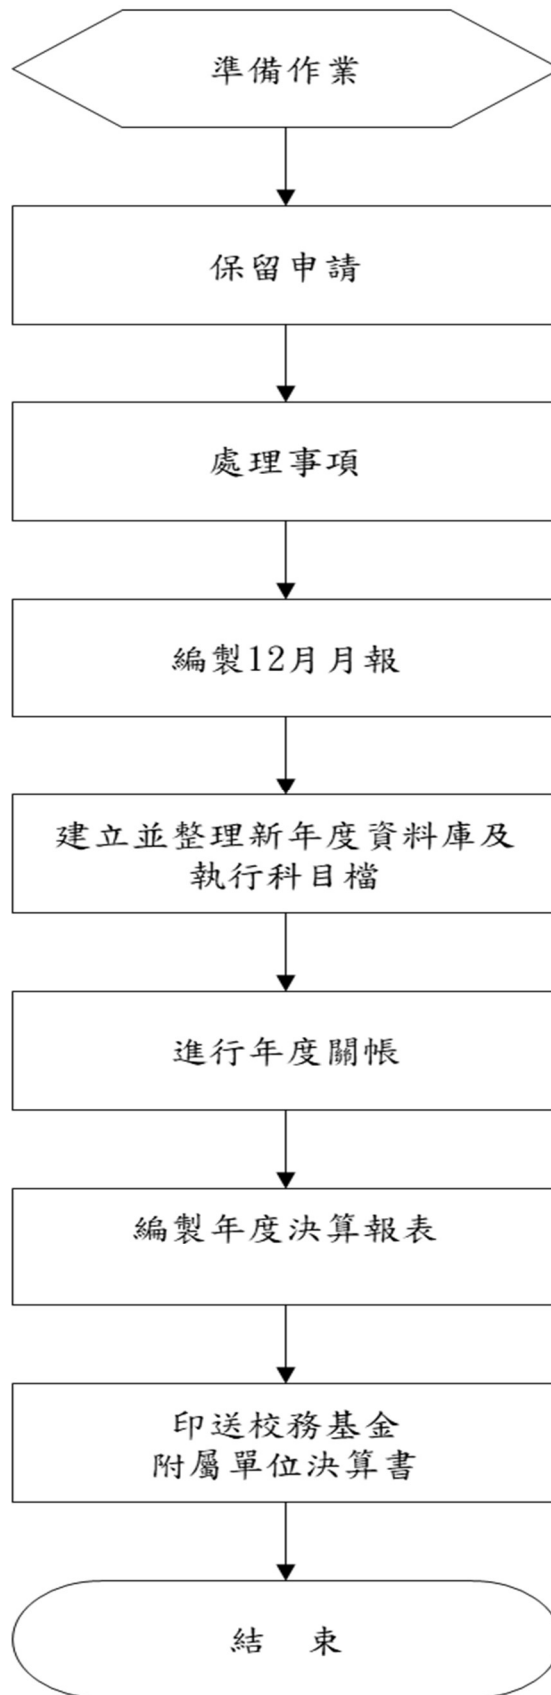 準備作業
保留申請
處理事項
編製12月月報
建立並整理新年度資料庫及
執行科目檔
進行年度關帳
編製年度決算報表
印送校務基金
附屬單位決算書
結　束